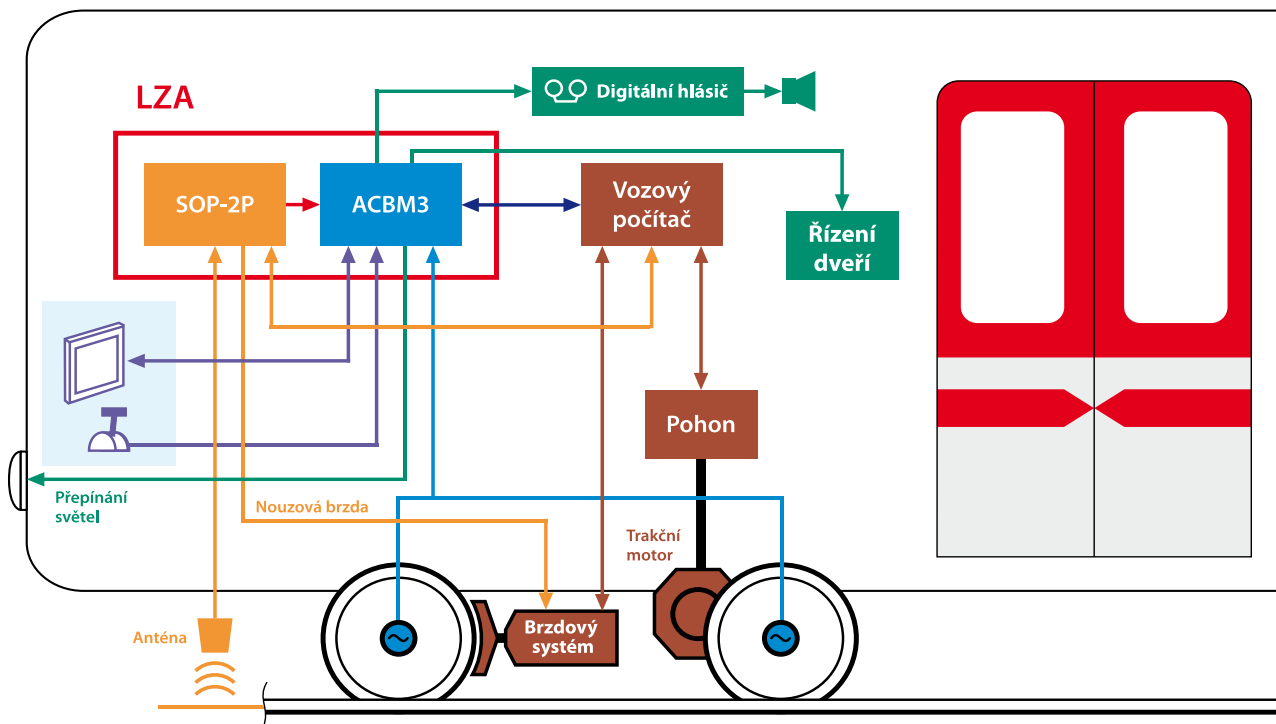 LZA
Digitální hlásič
SOP-2P
ACBM3
Vozový
počítač
Řízení
dveří
Pohon
Přepínání
světel
Nouzová brzda
Trakční
motor
Anténa
Brzdový
systém